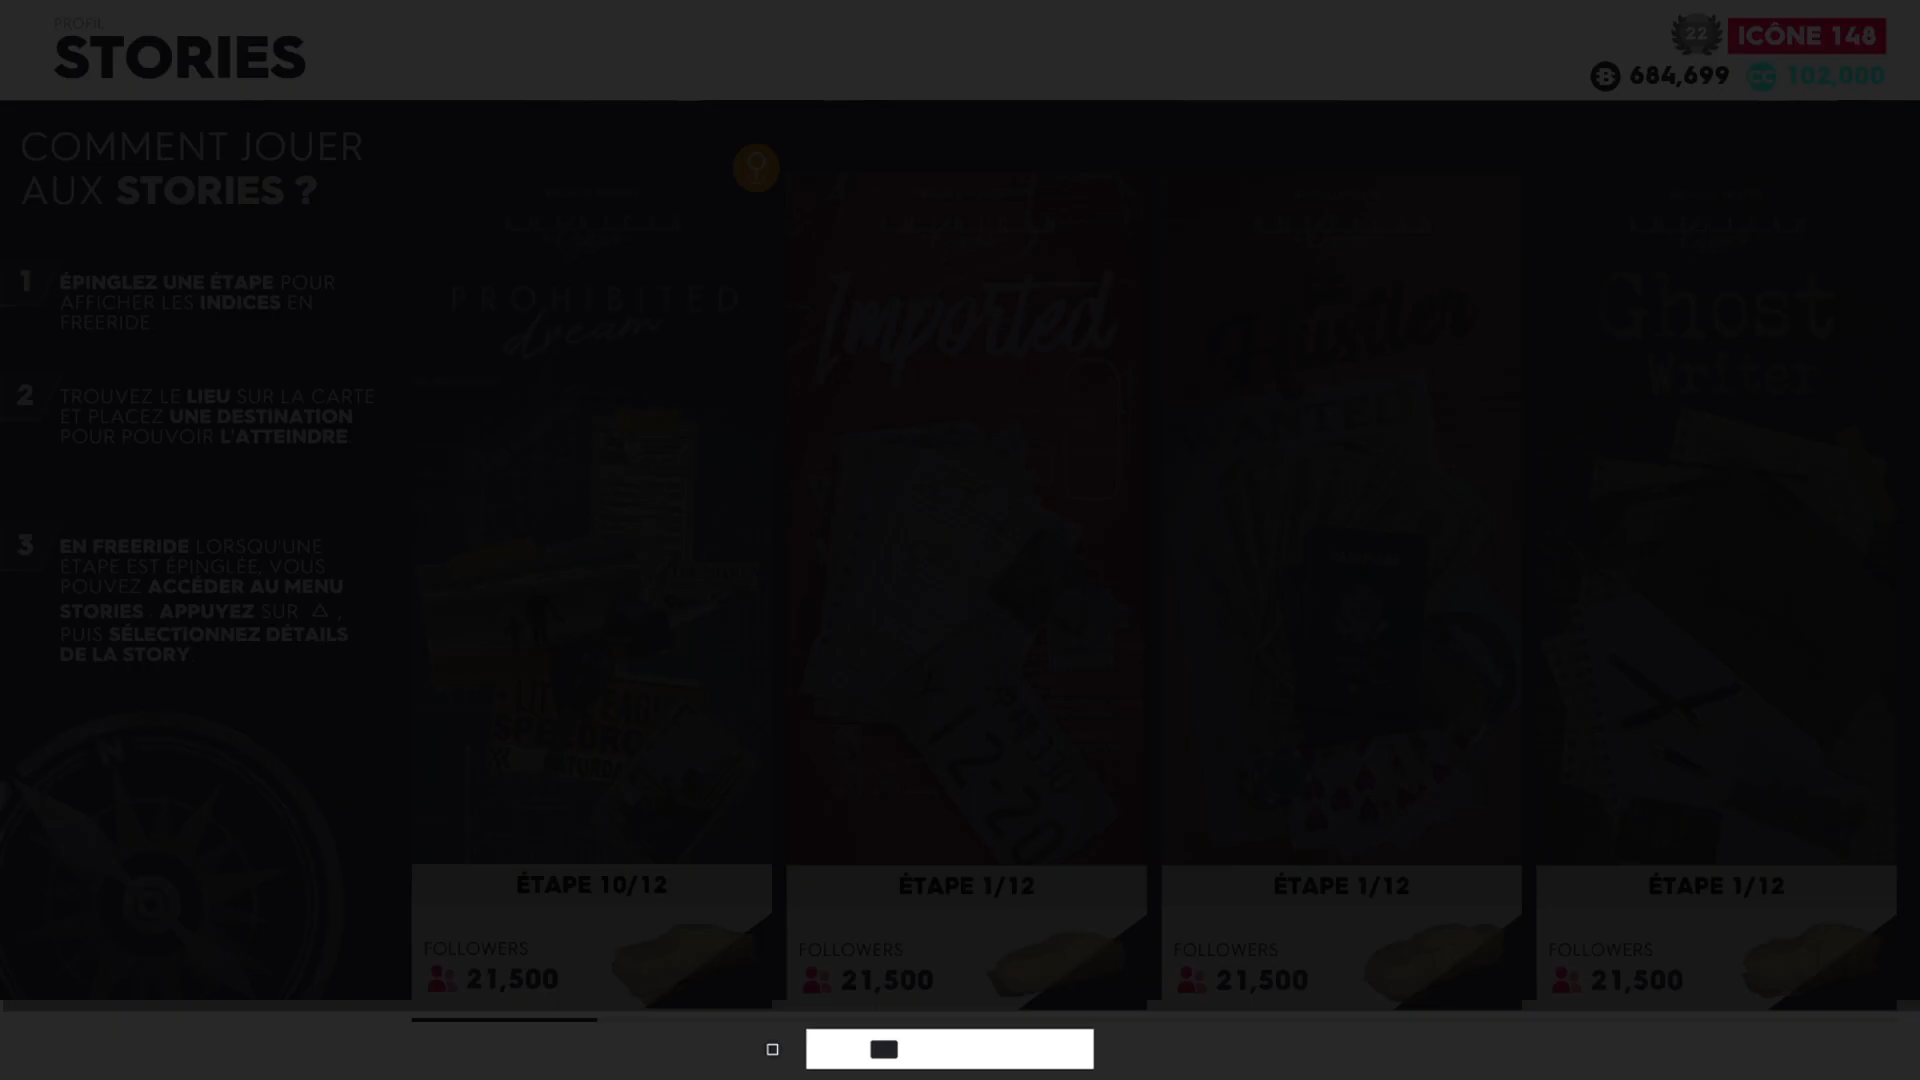 PROFIL
STORIES
22
ICÔNE 148
684,699
102,000
COMMENT JOUER
AUX STORIES ?
1
ÉPINGLEZ UNE ÉTAPE POUR
AFFICHER LES INDICES EN
FREERIDE
2
TROUVEZ LE LIEU SUR LA CARTE
ET PLACEZ UNE DESTINATION
POUR POUVOIR L'ATTEINDRE
3
EN FREERIDE LORSQU'UNE
ÉTAPE EST ÉPINGLÉE, VOUS
POUVEZ ACCÉDER AU MENU
STORIES APPUYEZ SUR △ ,
PUIS SÉLECTIONNEZ DÉTAILS
DE LA STORY
N
PROHIBITED
dream
ÉTAPE 10/12
FOLLOWERS
21,500
Imported
ÉTAPE 1/12
FOLLOWERS
21,500
Hustler
WANTED
ÉTAPE 1/12
FOLLOWERS
21,500
Ghost
Writer
ÉTAPE 1/12
FOLLOWERS
21,500